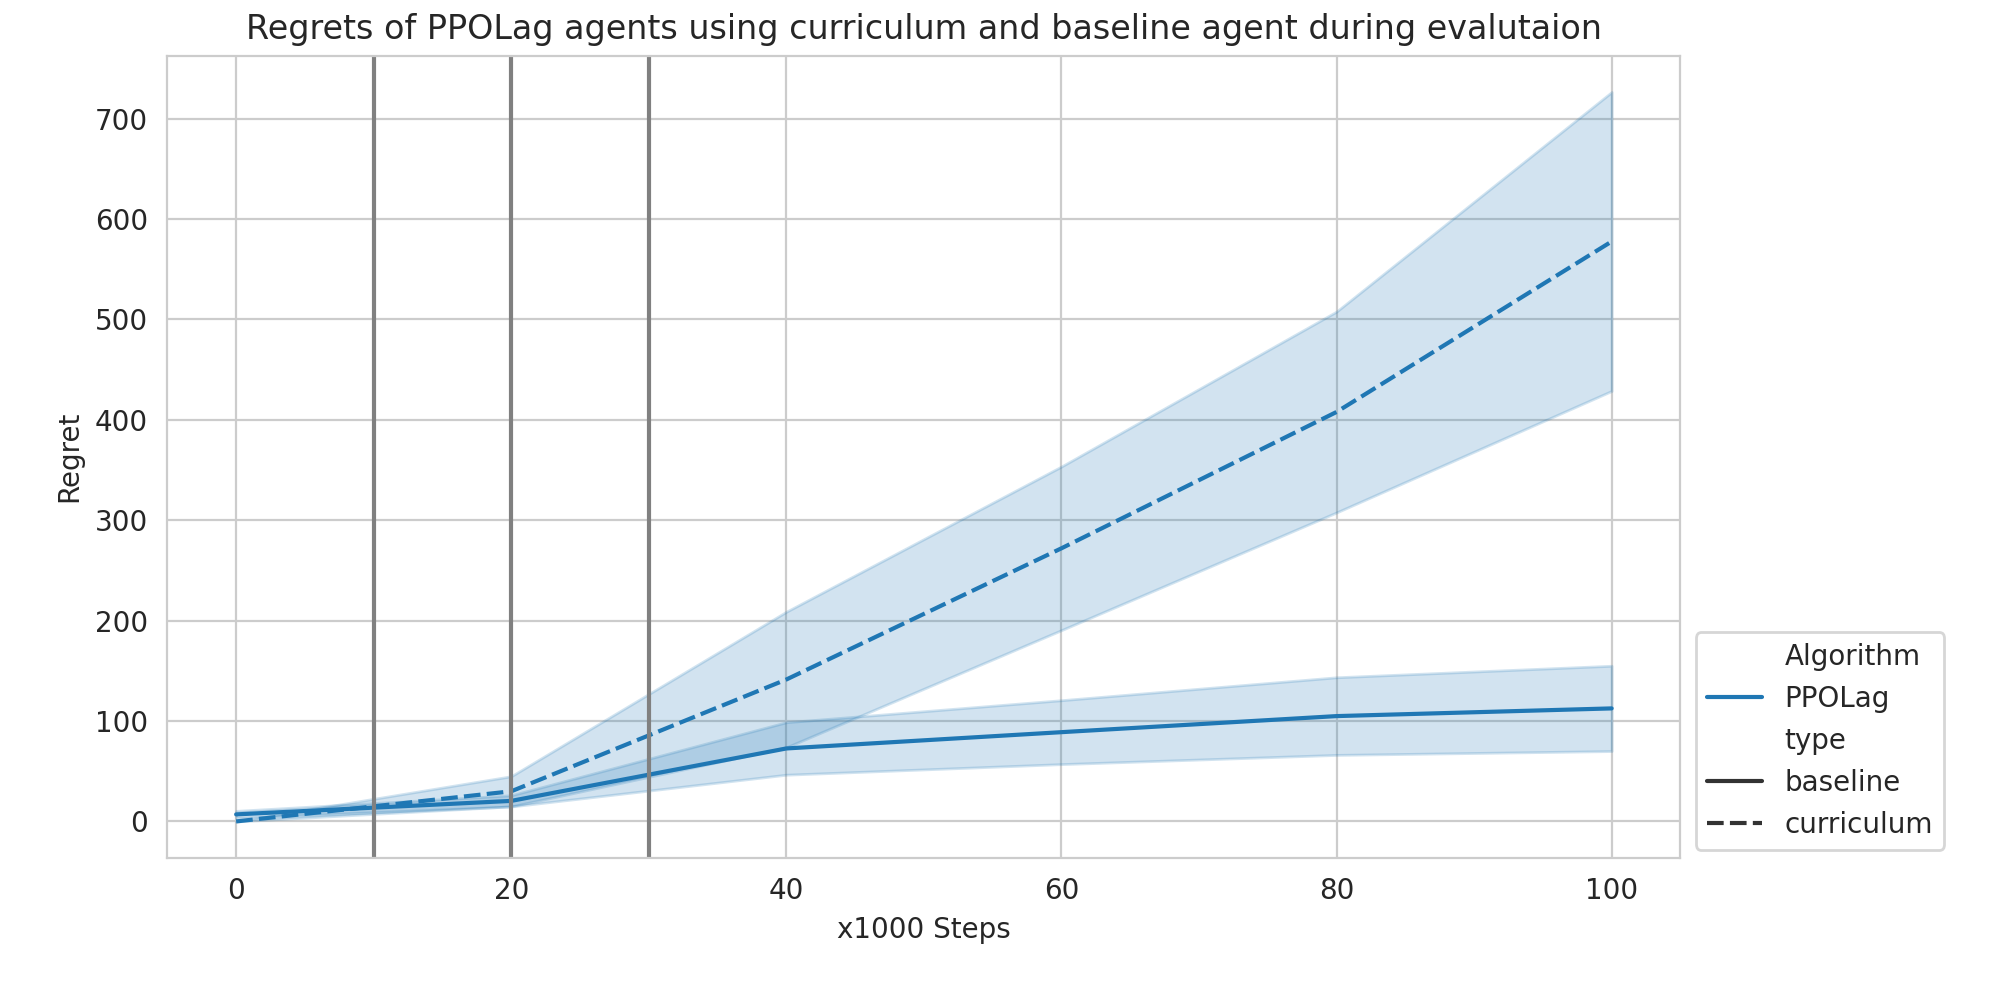 Regrets of PPOLag agents using curriculum and baseline agent during evalutaion
700
600
500
400
300
200
100
0
Regret
0 20 40 60 80 100
x1000 Steps
Algorithm
PPOLag
type
baseline
curriculum